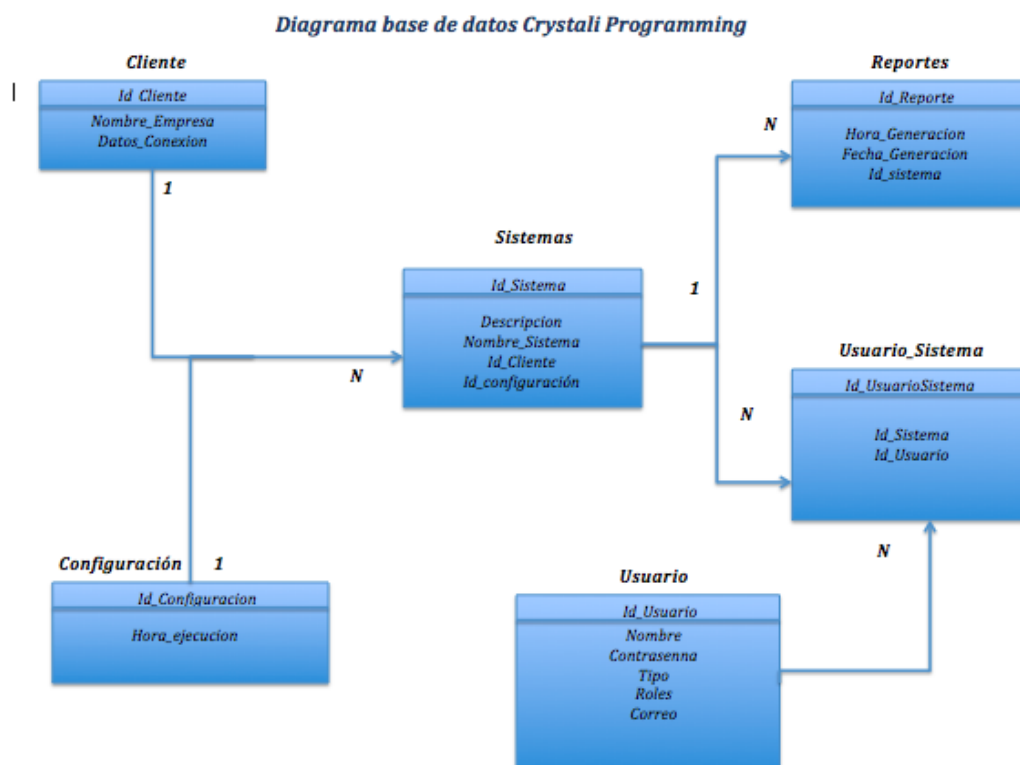 Diagrama base de datos Crystali Programming
Cliente
Id_Cliente
Nombre_Empresa
Datos_Conexion
1
Reportes
Id_Reporte
Hora_Generacion
Fecha_Generacion
Id_sistema
N
Sistemas
Id_Sistema
Descripcion
Nombre_Sistema
Id_Cliente
Id_configuración
N
1
N
Usuario_Sistema
Id_UsuarioSistema
Id_Sistema
Id_Usuario
N
Configuración
1
Id_Configuracion
Hora_ejecucion
Usuario
Id_Usuario
Nombre
Contrasenna
Tipo
Roles
Correo